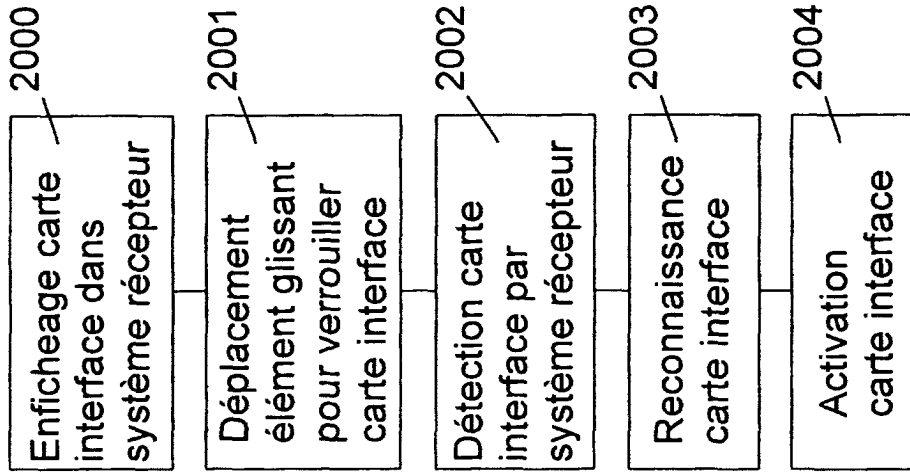 2000
Enficheage carte
interface dans
système récepteur
2001
Déplacement
élément glissant
pour verrouiller
carte interface
2002
Détection carte
interface par
système récepteur
2003
Reconnaissance
carte interface
2004
Activation
carte interface